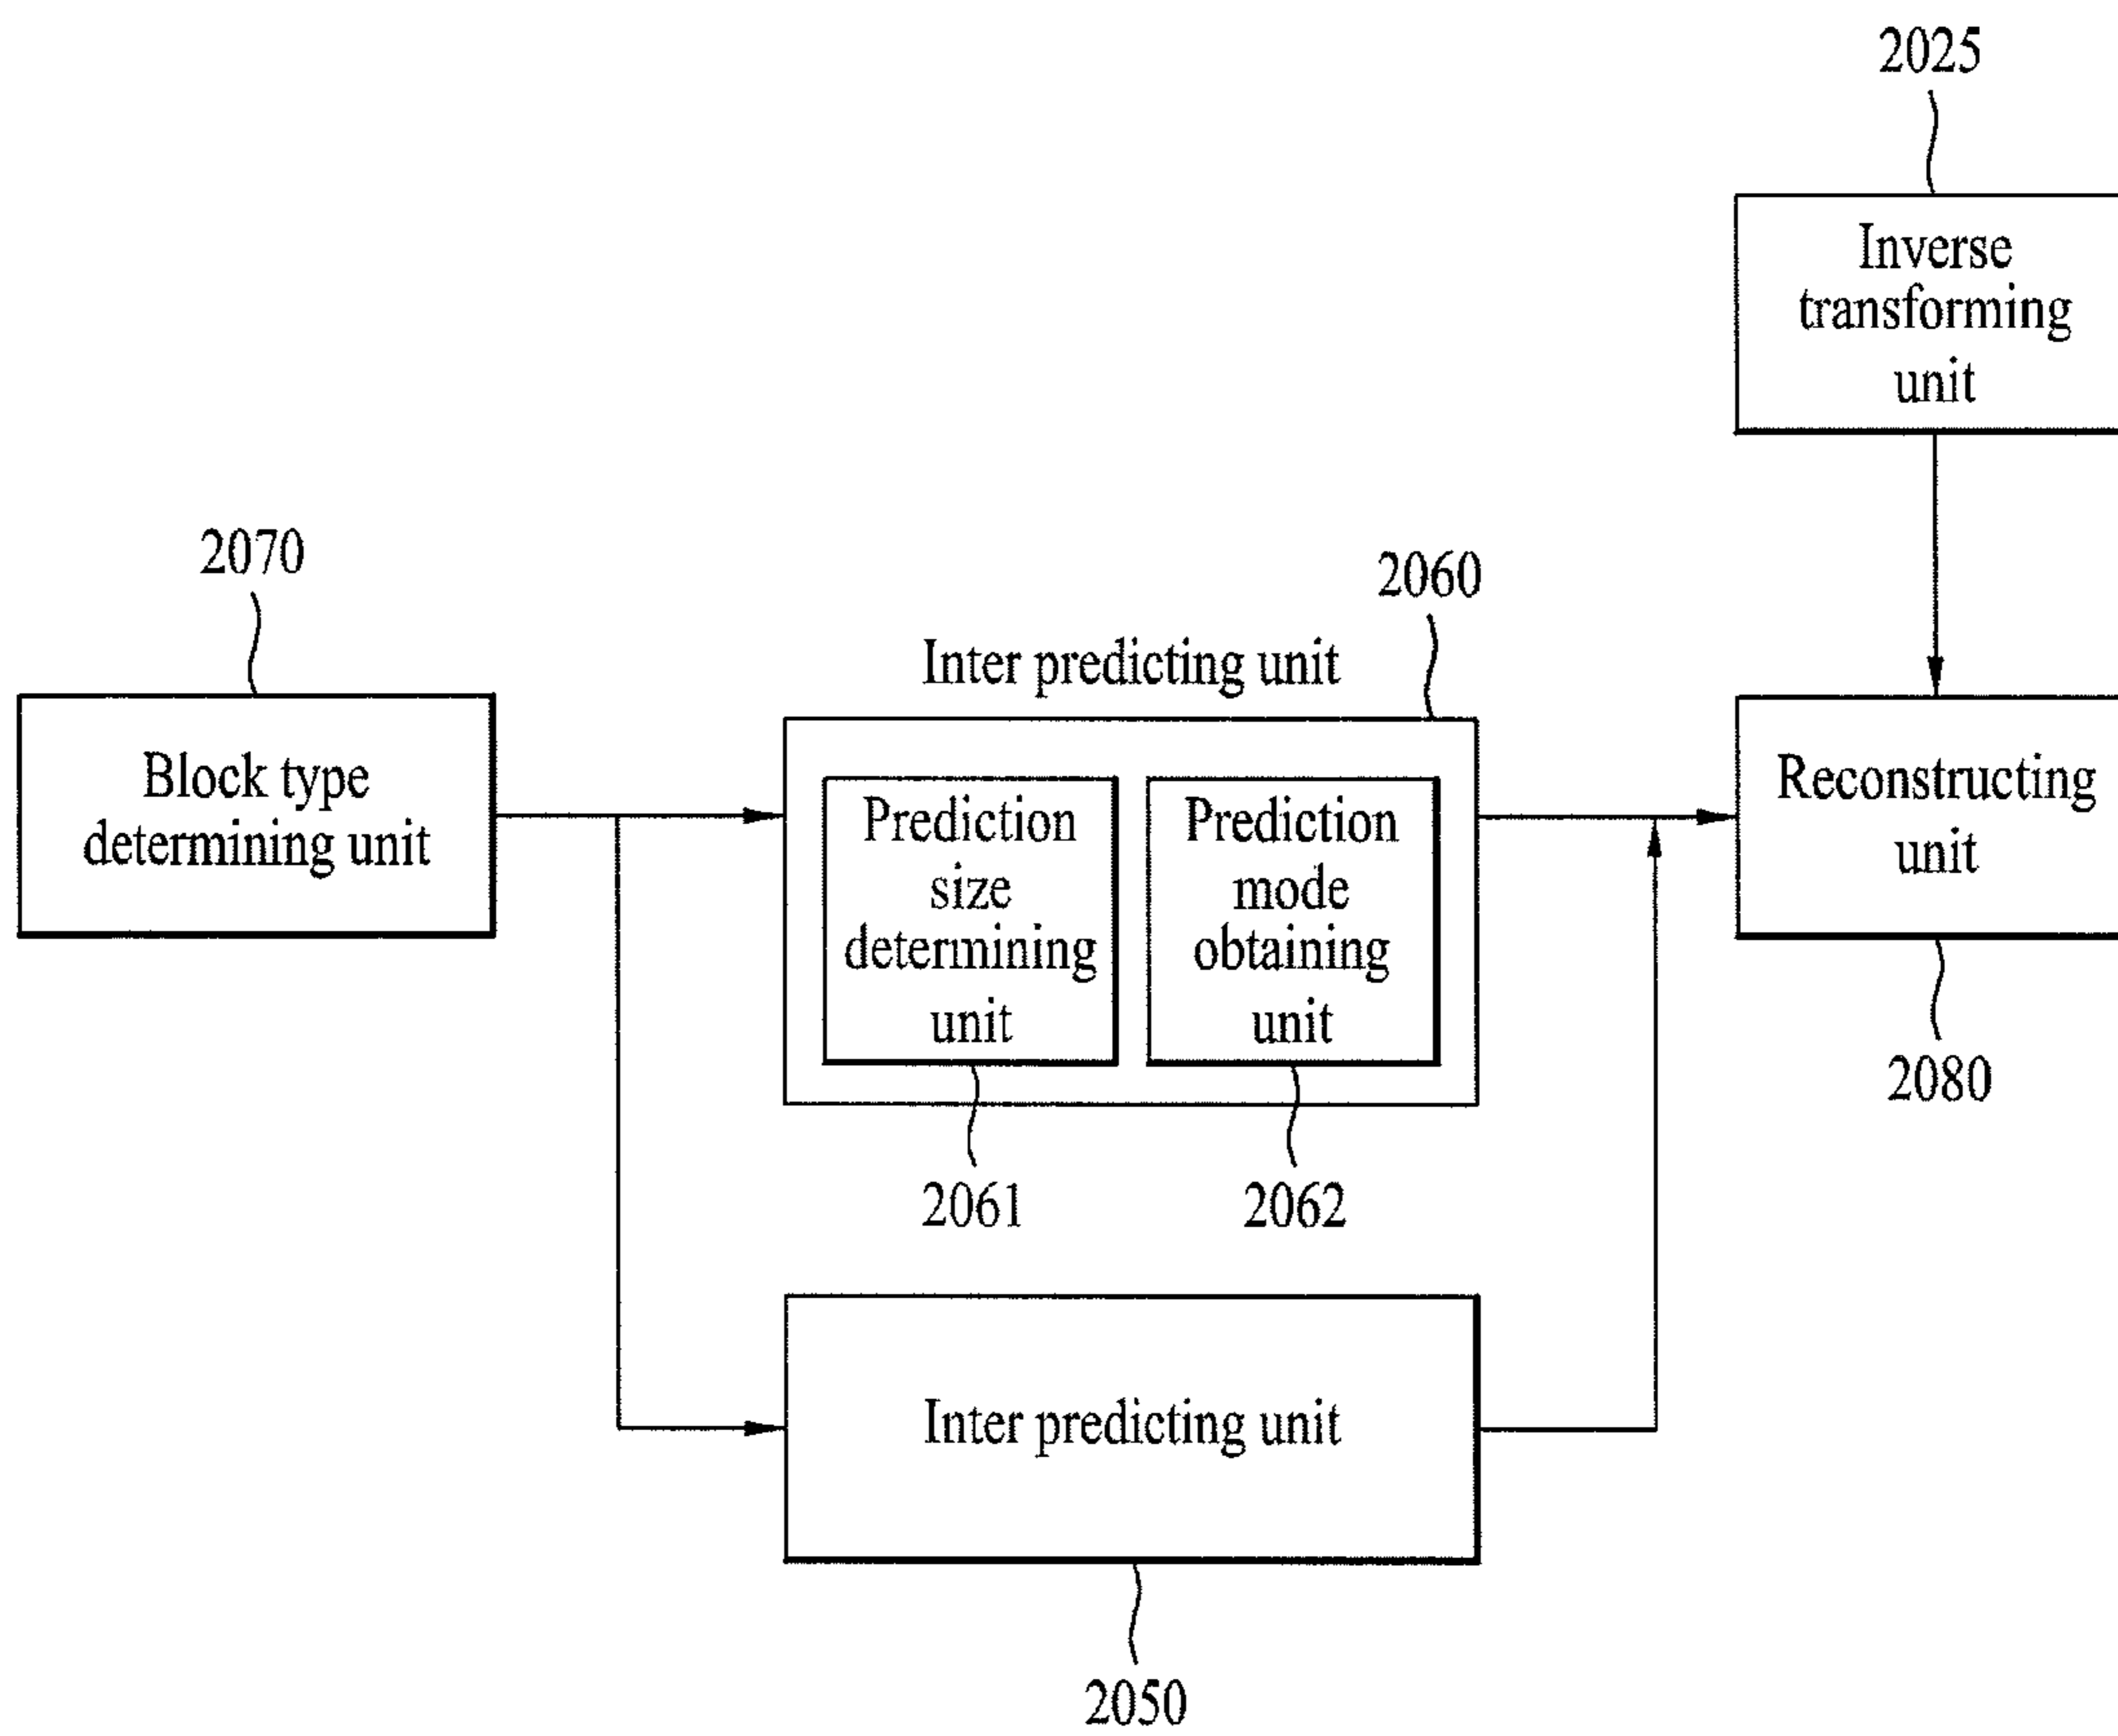 2025
Inverse
transforming
unit
2070
2060
Inter predicting unit
Block type
determining unit
Prediction
size
determining
unit
Prediction
mode
obtaining
unit
Reconstructing
unit
2080
2061
2062
Inter predicting unit
2050